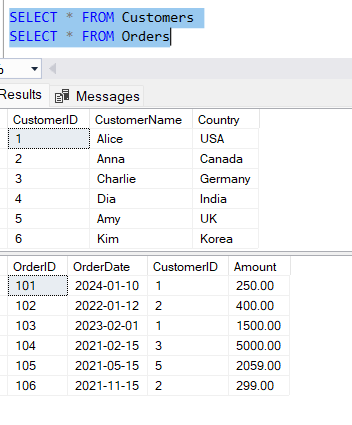 SELECT * FROM Customers
SELECT * FROM Orders
Results Messages
CustomerID CustomerName Country
1 Alice USA
2 Anna Canada
3 Charlie Germany
4 Dia India
5 Amy UK
6 Kim Korea
OrderID OrderDate CustomerID Amount
101 2024-01-10 1 250.00
102 2022-01-12 2 400.00
103 2023-02-01 1 1500.00
104 2021-02-15 3 5000.00
105 2021-05-15 5 2059.00
106 2021-11-15 2 299.00